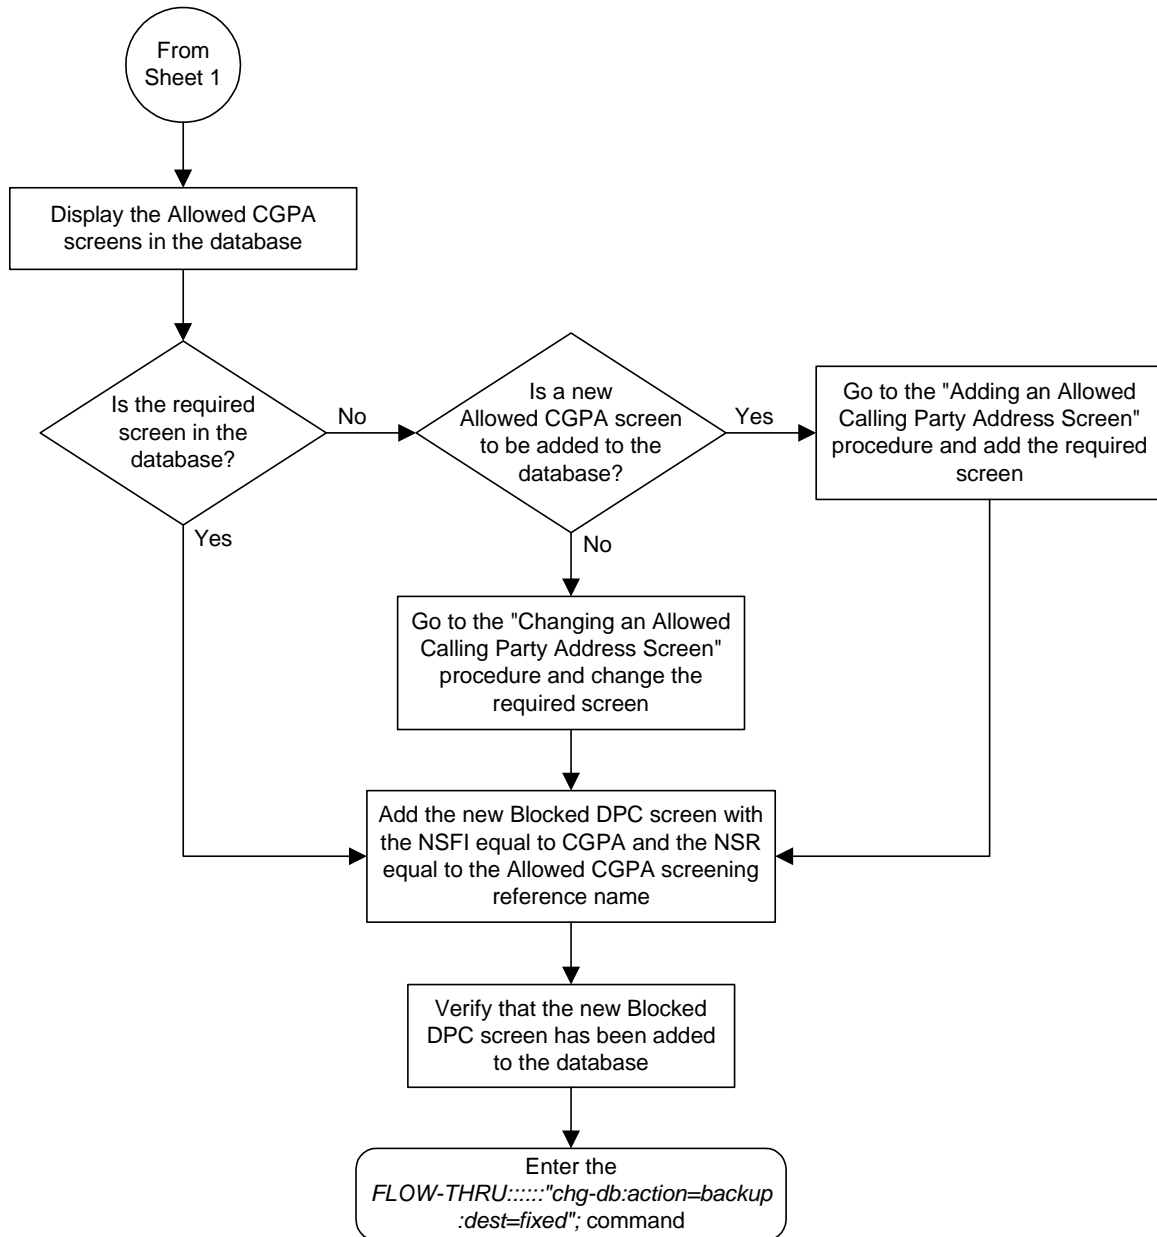 From
Sheet 1
Display the Allowed CGPA
screens in the database
Is the required
screen in the
database?
No
Yes
Is a new
Allowed CGPA screen
to be added to the
database?
Yes
No
Go to the "Adding an Allowed
Calling Party Address Screen"
procedure and add the required
screen
Go to the "Changing an Allowed
Calling Party Address Screen"
procedure and change the
required screen
Add the new Blocked DPC screen with
the NSFI equal to CGPA and the NSR
equal to the Allowed CGPA screening
reference name
Verify that the new Blocked
DPC screen has been added
to the database
Enter the
FLOW-THRU::::::"chg-db:action=backup
:dest=fixed"; command